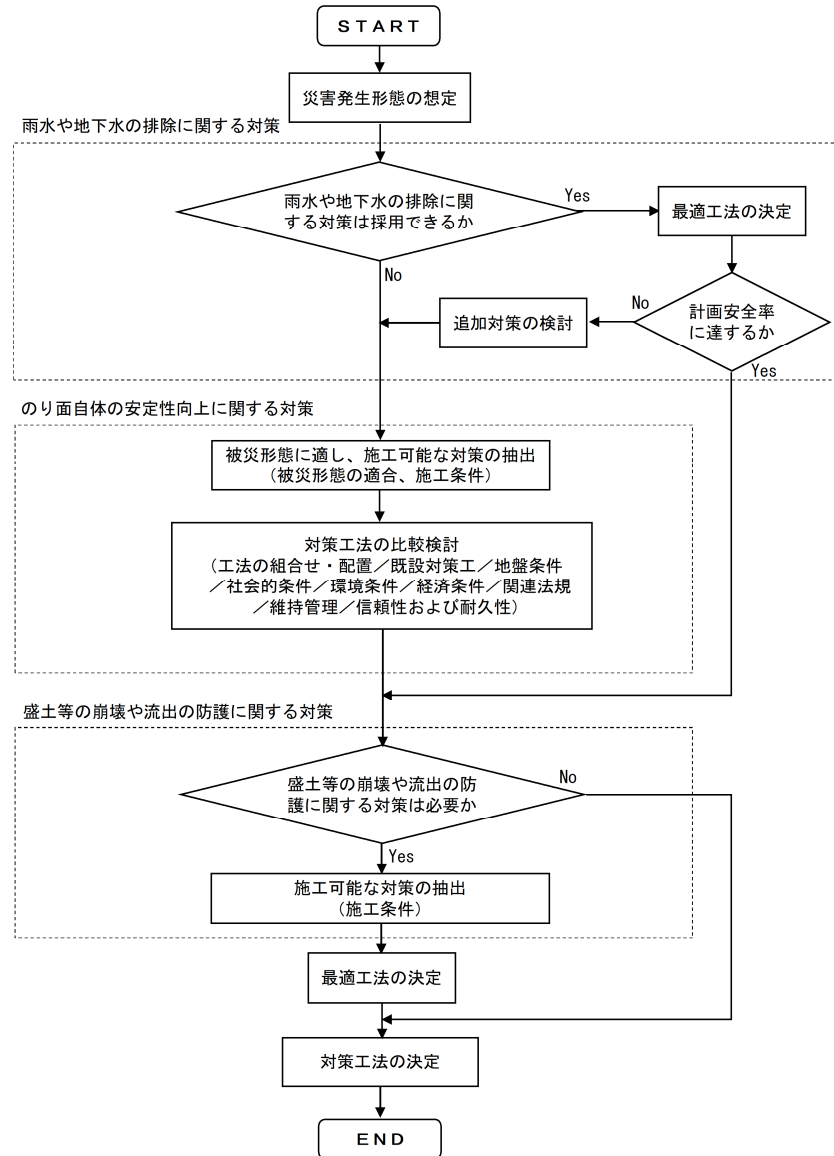 START
災害発生形態の想定
雨水や地下水の排除に関する対策
雨水や地下水の排除に関
する対策は採用できるか
Yes
最適工法の決定
No
計画安全率
に達するか
No
追加対策の検討
Yes
のり面自体の安定性向上に関する対策
被災形態に適し、施工可能な対策の抽出
（被災形態の適合、施工条件）
対策工法の比較検討
（工法の組合せ・配置／既設対策工／地盤条件
／社会的条件／環境条件／経済条件／関連法規
／維持管理／信頼性および耐久性）
盛土等の崩壊や流出の防護に関する対策
盛土等の崩壊や流出の防
護に関する対策は必要か
No
Yes
施工可能な対策の抽出
（施工条件）
最適工法の決定
対策工法の決定
END